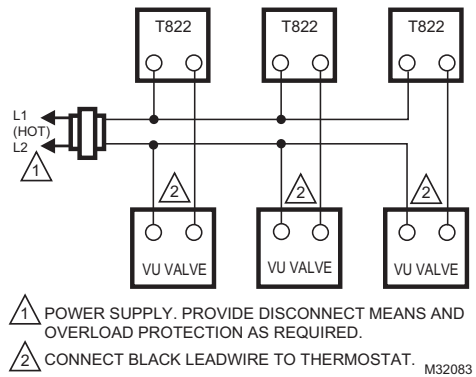 T822 T822 T822
L1
(HOT)
L2
1
2 2 2
VU VALVE VU VALVE VU VALVE
1 POWER SUPPLY. PROVIDE DISCONNECT MEANS AND
OVERLOAD PROTECTION AS REQUIRED.
2 CONNECT BLACK LEADWIRE TO THERMOSTAT.
M32083